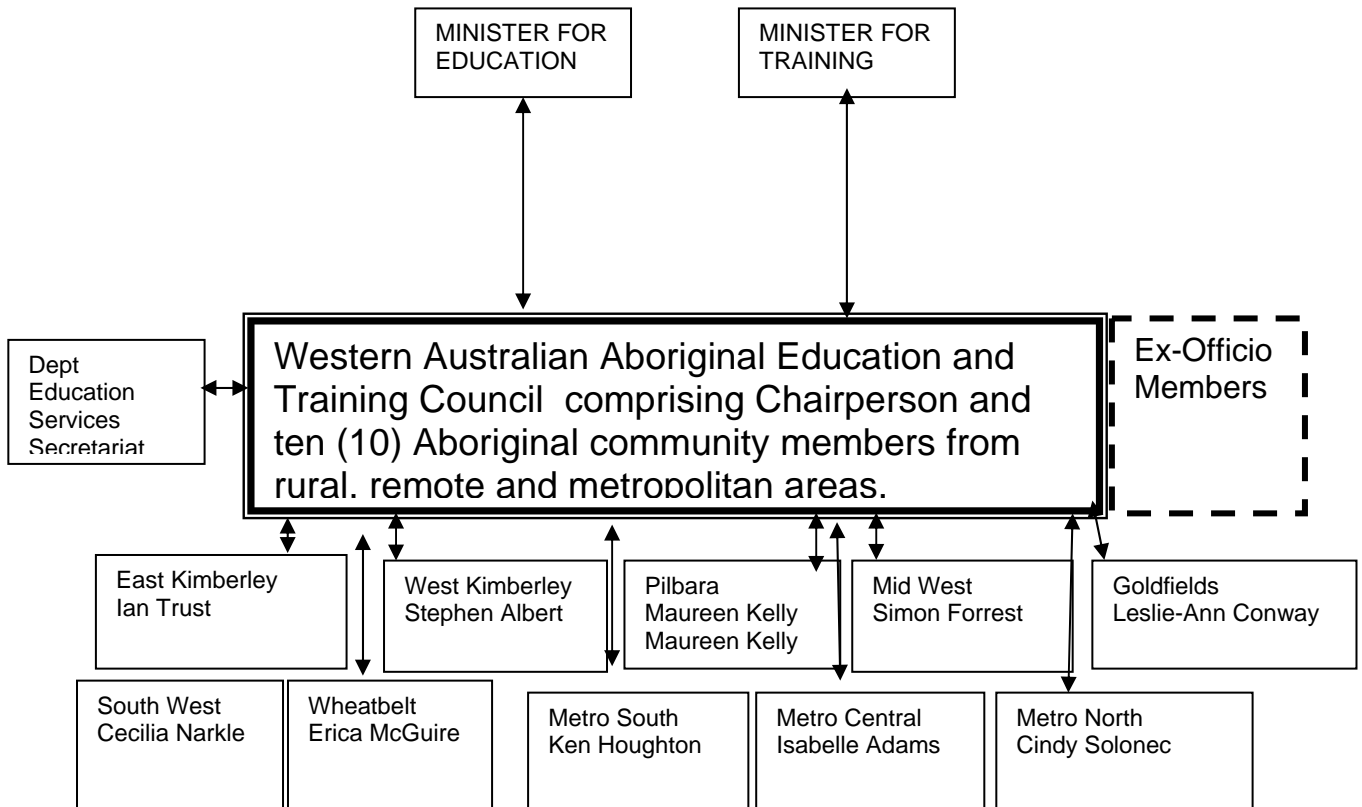 MINISTER FOR
EDUCATION
MINISTER FOR
TRAINING
Dept
Education
Services
Secretariat
Western Australian Aboriginal Education and
Training Council comprising Chairperson and
ten (10) Aboriginal community members from
rural, remote and metropolitan areas.
Ex-Officio
Members
East Kimberley
Ian Trust
West Kimberley
Stephen Albert
Pilbara
Maureen Kelly
Maureen Kelly
Mid West
Simon Forrest
Goldfields
Leslie-Ann Conway
South West
Cecilia Narkle
Wheatbelt
Erica McGuire
Metro South
Ken Houghton
Metro Central
Isabelle Adams
Metro North
Cindy Solonec